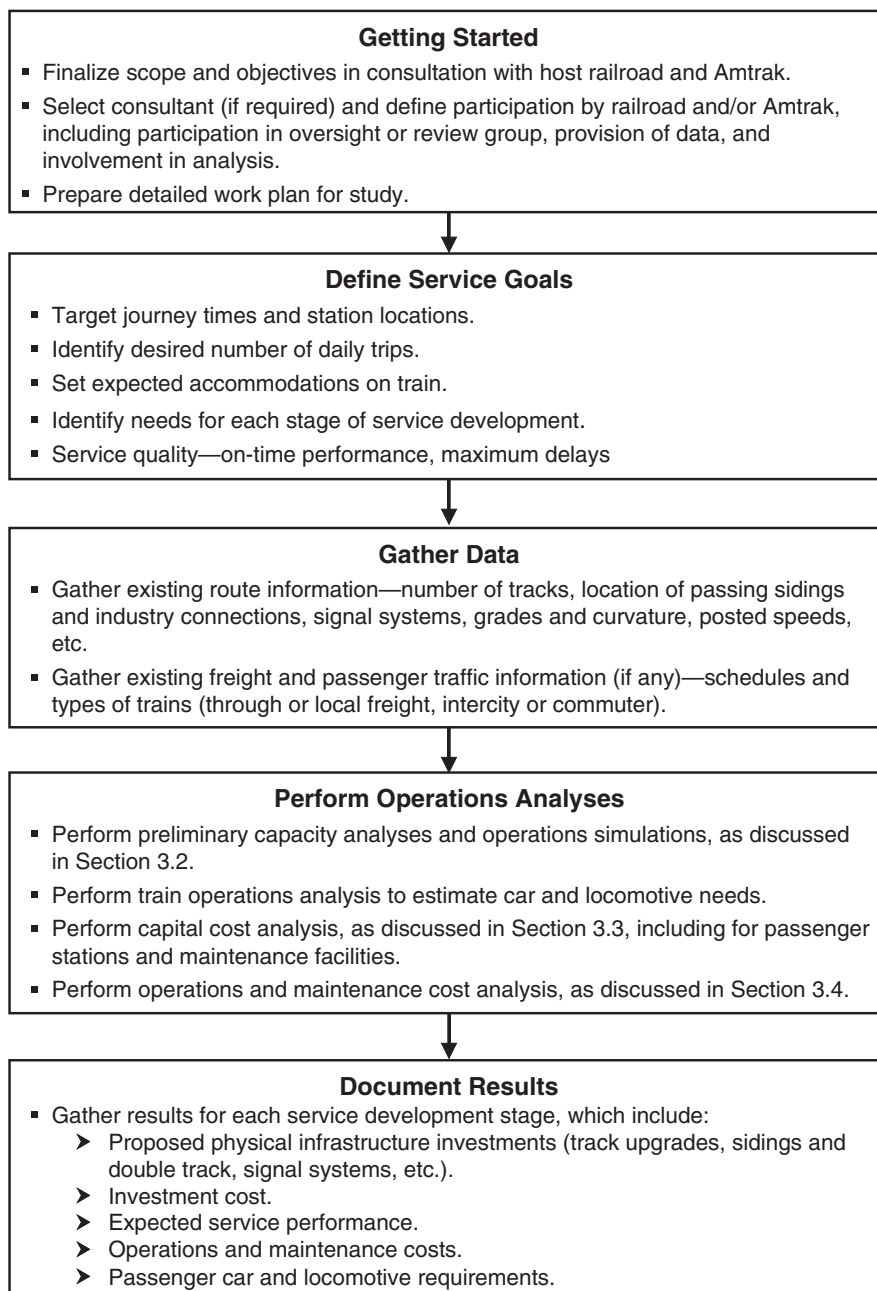 Getting Started
▪ Finalize scope and objectives in consultation with host railroad and Amtrak.
▪ Select consultant (if required) and define participation by railroad and/or Amtrak,
including participation in oversight or review group, provision of data, and
involvement in analysis.
▪ Prepare detailed work plan for study.
Define Service Goals
▪ Target journey times and station locations.
▪ Identify desired number of daily trips.
▪ Set expected accommodations on train.
▪ Identify needs for each stage of service development.
▪ Service quality—on-time performance, maximum delays
Gather Data
▪ Gather existing route information—number of tracks, location of passing sidings
and industry connections, signal systems, grades and curvature, posted speeds,
etc.
▪ Gather existing freight and passenger traffic information (if any)—schedules and
types of trains (through or local freight, intercity or commuter).
Perform Operations Analyses
▪ Perform preliminary capacity analyses and operations simulations, as discussed
in Section 3.2.
▪ Perform train operations analysis to estimate car and locomotive needs.
▪ Perform capital cost analysis, as discussed in Section 3.3, including for passenger
stations and maintenance facilities.
▪ Perform operations and maintenance cost analysis, as discussed in Section 3.4.
Document Results
▪ Gather results for each service development stage, which include:
➤ Proposed physical infrastructure investments (track upgrades, sidings and
double track, signal systems, etc.).
➤ Investment cost.
➤ Expected service performance.
➤ Operations and maintenance costs.
➤ Passenger car and locomotive requirements.